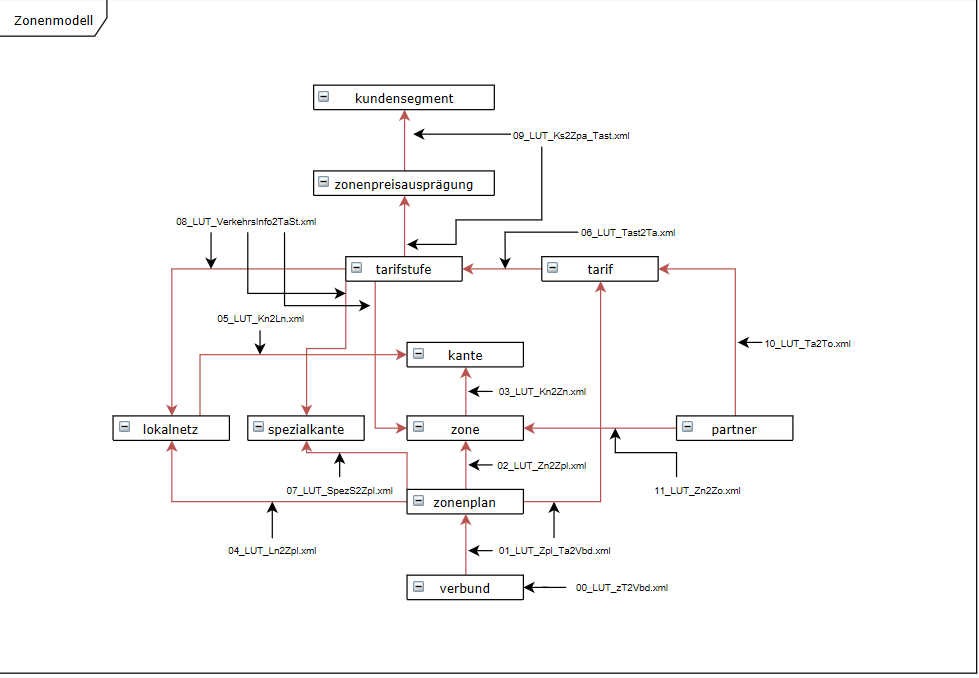 Zonenmodell
kundensegment
09_LUT_Ks2Zpa_Tast.xml
zonenpreisausprägung
08_LUT_VerkehrsInfo2TaSt.xml
06_LUT_Tast2Ta.xml
tarifstufe
tarif
05_LUT_Kn2Ln.xml
10_LUT_Ta2To.xml
kante
03_LUT_Kn2Zn.xml
lokalnetz
spezialkante
zone
partner
02_LUT_Zn2Zpl.xml
07_LUT_SpezS2Zpl.xml
11_LUT_Zn2Zo.xml
zonenplan
04_LUT_Ln2Zpl.xml
01_LUT_Zpl_Ta2Vbd.xml
verbund
00_LUT_zT2Vbd.xml